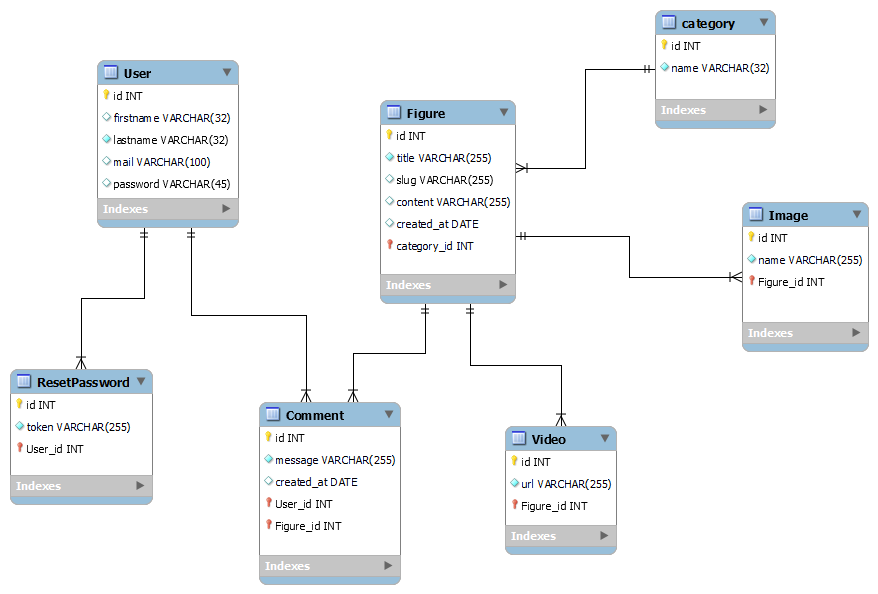 category
id INT
name VARCHAR(32)
Indexes
User
id INT
firstname VARCHAR(32)
lastname VARCHAR(32)
mail VARCHAR(100)
password VARCHAR(45)
Indexes
Figure
id INT
title VARCHAR(255)
slug VARCHAR(255)
content VARCHAR(255)
created_at DATE
category_id INT
Indexes
Image
id INT
name VARCHAR(255)
Figure_id INT
Indexes
ResetPassword
id INT
token VARCHAR(255)
User_id INT
Indexes
Comment
id INT
message VARCHAR(255)
created_at DATE
User_id INT
Figure_id INT
Indexes
Video
id INT
url VARCHAR(255)
Figure_id INT
Indexes